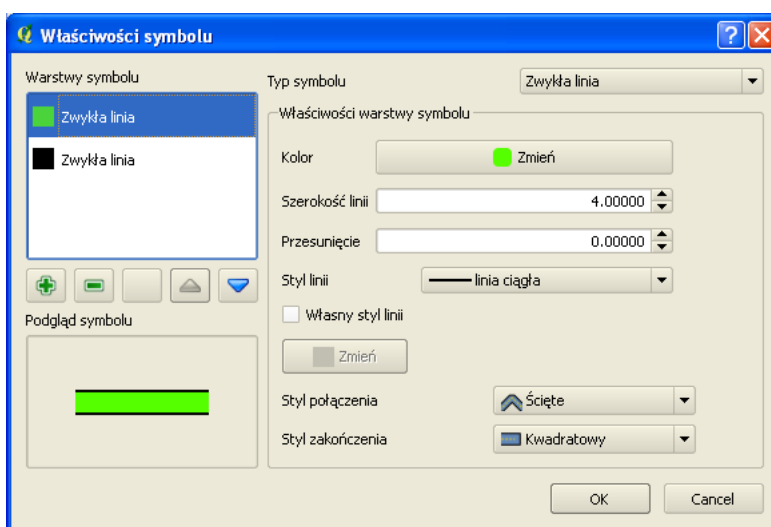 Właściwości symbolu
Warstwy symbolu
Zwykła linia
Zwykła linia
Podgląd symbolu
Typ symbolu
Zwykła linia
Właściwości warstwy symbolu
Kolor
Zmień
Szerokość linii
4.00000
Przesunięcie
0.00000
Styl linii
linia ciągła
Własny styl linii
Zmień
Styl połączenia
Ścięte
Styl zakończenia
Kwadratowy
OK
Cancel